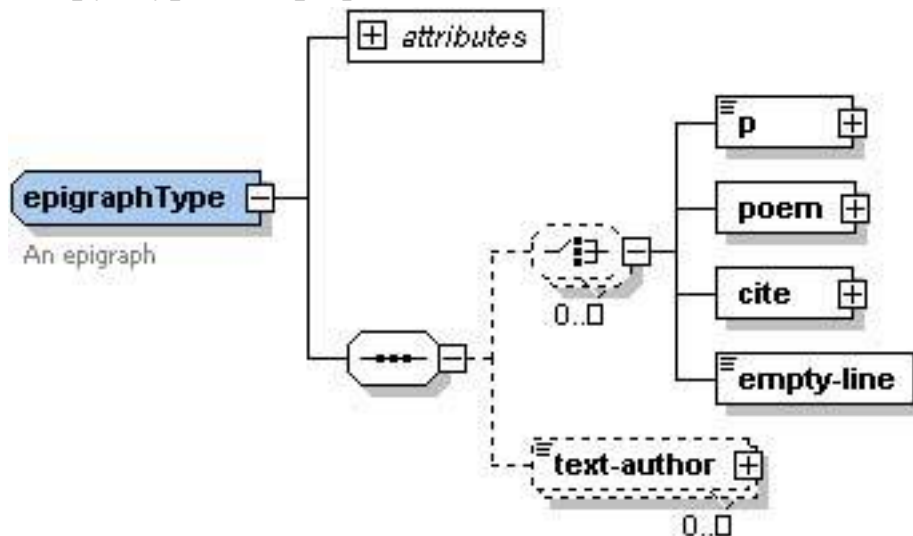 attributes
epigraphType
An epigraph
p
poem
cite
empty-line
0..□
text-author
0..□